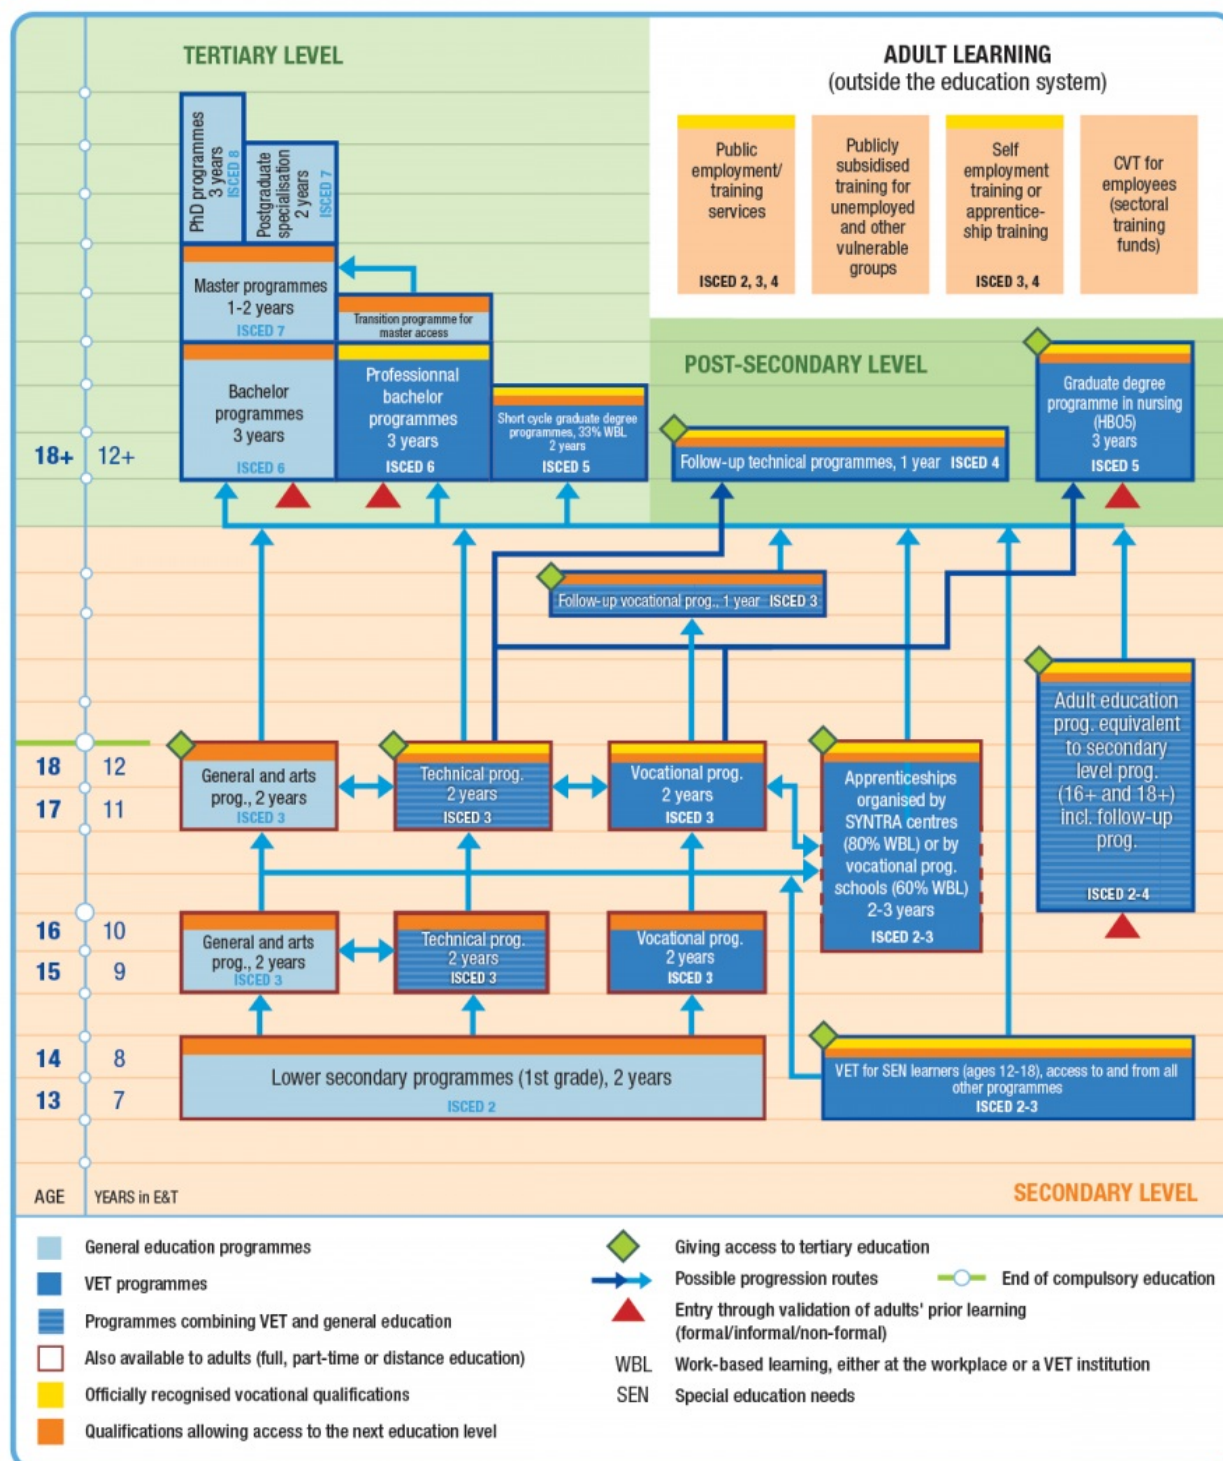 TERTIARY LEVEL
ADULT LEARNING
(outside the education system)
Public
employment/
training
services
ISCED 2, 3, 4
Publicly
subsidised
training for
unemployed
and other
vulnerable
groups
Self
employment
training or
apprentice-
ship training
ISCED 3, 4
CVT for
employees
(sectoral
training
funds)
PhD programmes
3 years
ISCED 8
Postgraduate
specialisation
2 years
ISCED 7
Master programmes
1-2 years
ISCED 7
Transition programme for
master access
Bachelor
programmes
3 years
ISCED 6
Professionnal
bachelor
programmes
3 years
ISCED 6
Short cycle graduate degree
programmes, 33% WBL
2 years
ISCED 5
POST-SECONDARY LEVEL
Follow-up technical programmes, 1 year ISCED 4
Graduate degree
programme in nursing
(HBO5)
3 years
ISCED 5
18+ 12+
Follow-up vocational prog., 1 year ISCED 3
18 12
17 11
General and arts
prog., 2 years
ISCED 3
Technical prog.
2 years
ISCED 3
Vocational prog.
2 years
ISCED 3
Apprenticeships
organised by
SYNTRA centres
(80% WBL) or by
vocational prog.
schools (60% WBL)
2-3 years
ISCED 2-3
Adult education
prog. equivalent
to secondary
level prog.
(16+ and 18+)
incl. follow-up
prog.
ISCED 2-4
16 10
15 9
General and arts
prog., 2 years
ISCED 3
Technical prog.
2 years
ISCED 3
Vocational prog.
2 years
ISCED 3
14 8
13 7
Lower secondary programmes (1st grade), 2 years
ISCED 2
VET for SEN learners (ages 12-18), access to and from all
other programmes
ISCED 2-3
AGE YEARS in E&T
SECONDARY LEVEL
General education programmes
VET programmes
Programmes combining VET and general education
Also available to adults (full, part-time or distance education)
Officially recognised vocational qualifications
Qualifications allowing access to the next education level
Giving access to tertiary education
Possible progression routes
End of compulsory education
Entry through validation of adults' prior learning
(formal/informal/non-formal)
WBL Work-based learning, either at the workplace or a VET institution
SEN Special education needs